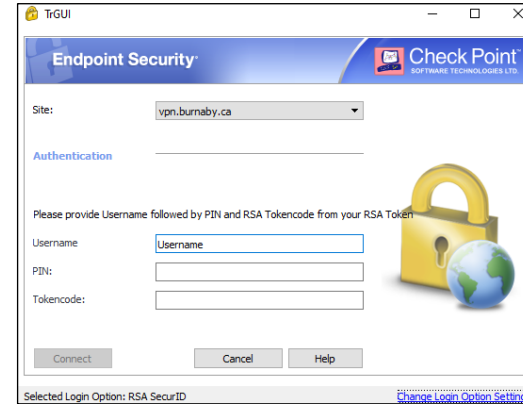 TrGUI
Endpoint Security
Check Point
SOFTWARE TECHNOLOGIES LTD.
Site:
vpn.burnaby.ca
Authentication
Please provide Username followed by PIN and RSA Tokencode from your RSA Token
Username
Username
PIN:
Tokencode:
Connect
Cancel
Help
Selected Login Option: RSA SecurID
Change Login Option Setting